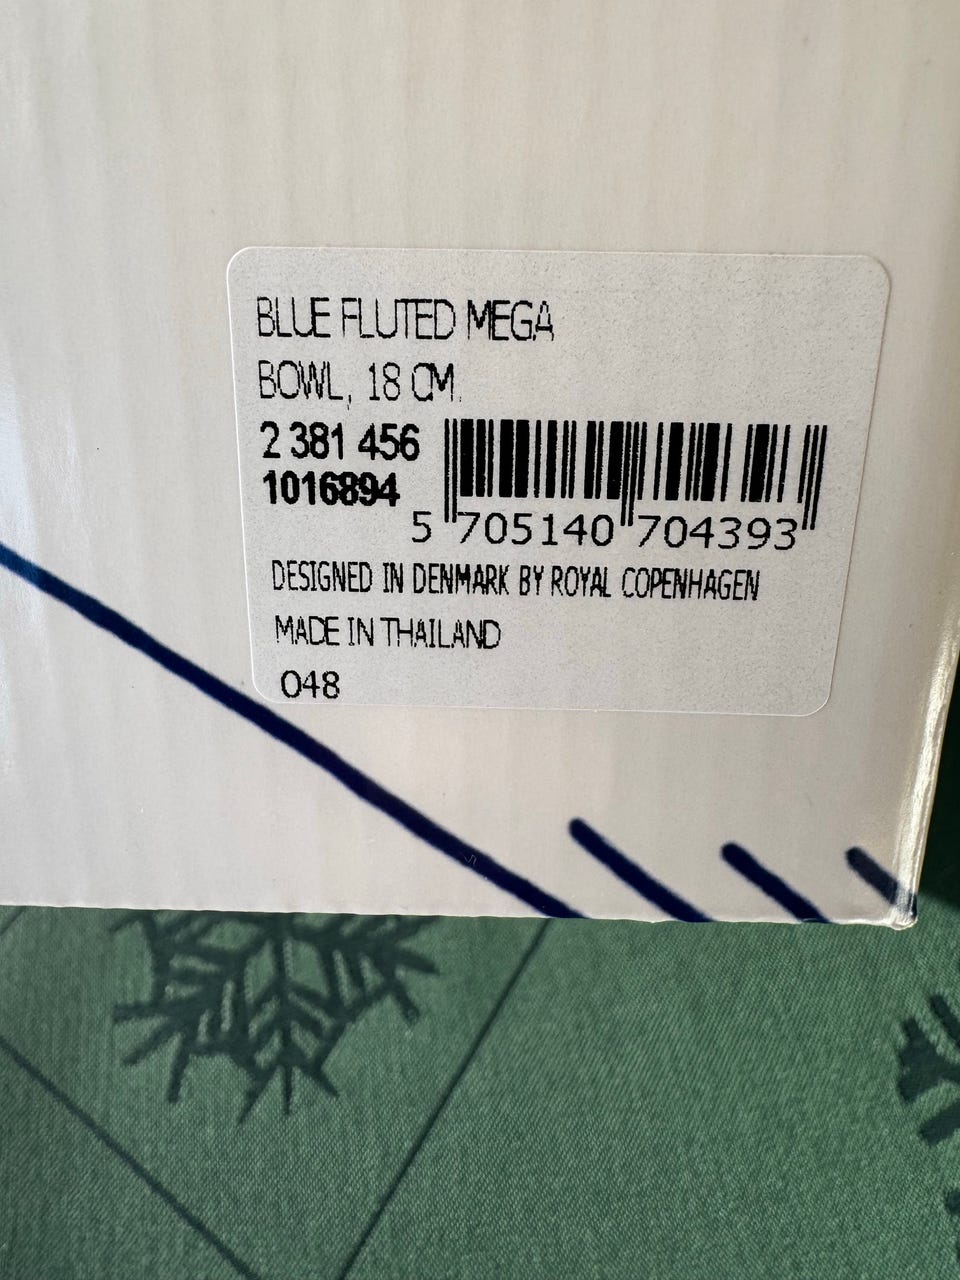 BLUE FLUTED MEGA
BOWL, 18 CM.
2 381 456
1016894
5 705140 704393
DESIGNED IN DENMARK BY ROYAL COPENHAGEN
MADE IN THAILAND
048